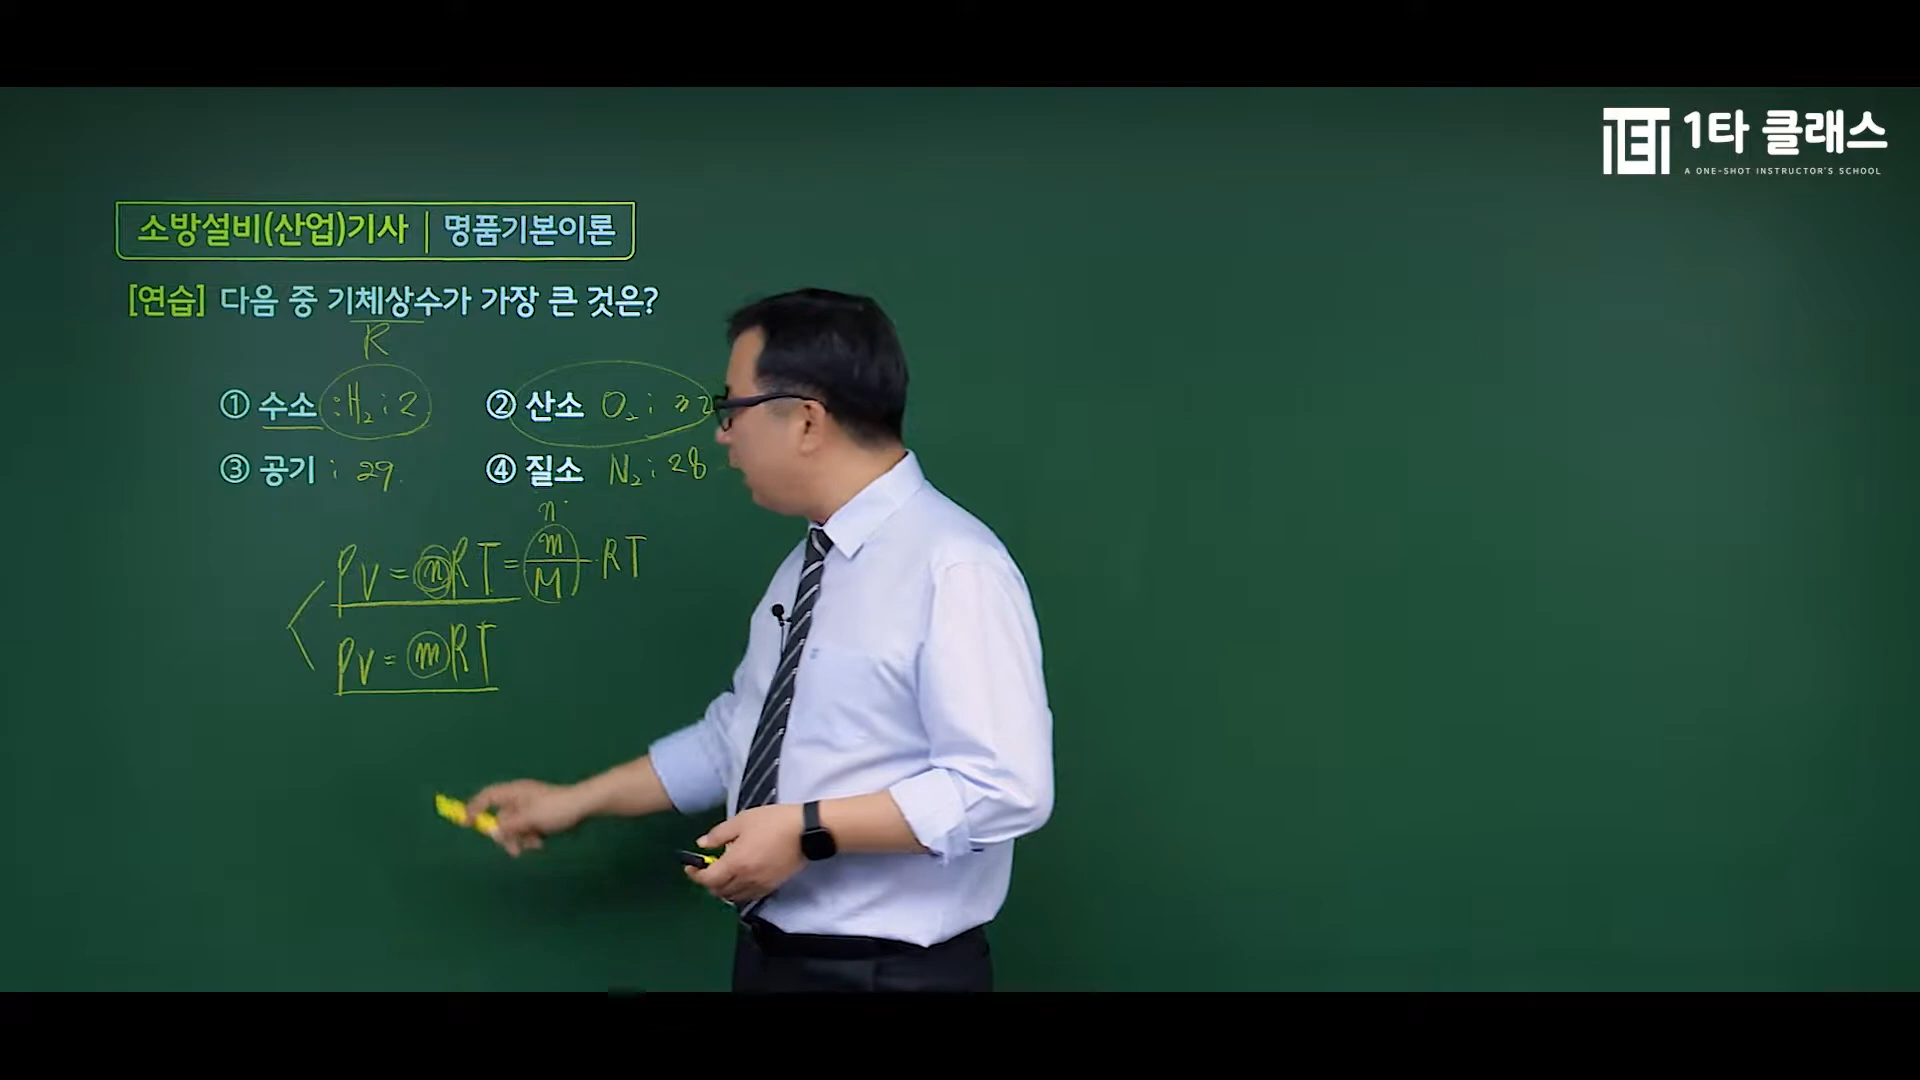 1타 클래스
A ONE-SHOT INSTRUCTOR'S SCHOOL
소방설비(산업)기사 | 명품기본이론
[연습] 다음 중 기체상수가 가장 큰 것은?
R
① 수소 : H₂ : 2 ② 산소 O₂ : 32
③ 공기 : 29 ④ 질소 N₂ : 28
n
PV = nRT = m/M RT
PV = mRT